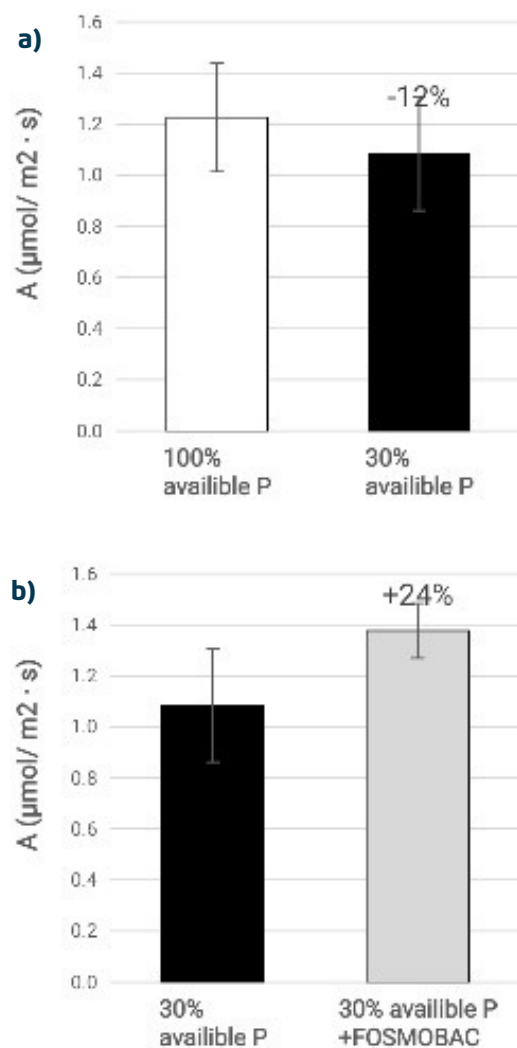 a)
A (µmol/ m2 · s)
1.6
1.4
1.2
1.0
0.8
0.6
0.4
0.2
0.0
-12%
100%
availible P
30%
availible P
b)
A (µmol/ m2 · s)
1.6
1.4
1.2
1.0
0.8
0.6
0.4
0.2
0.0
+24%
30%
availible P
30% availible P
+FOSMOBAC